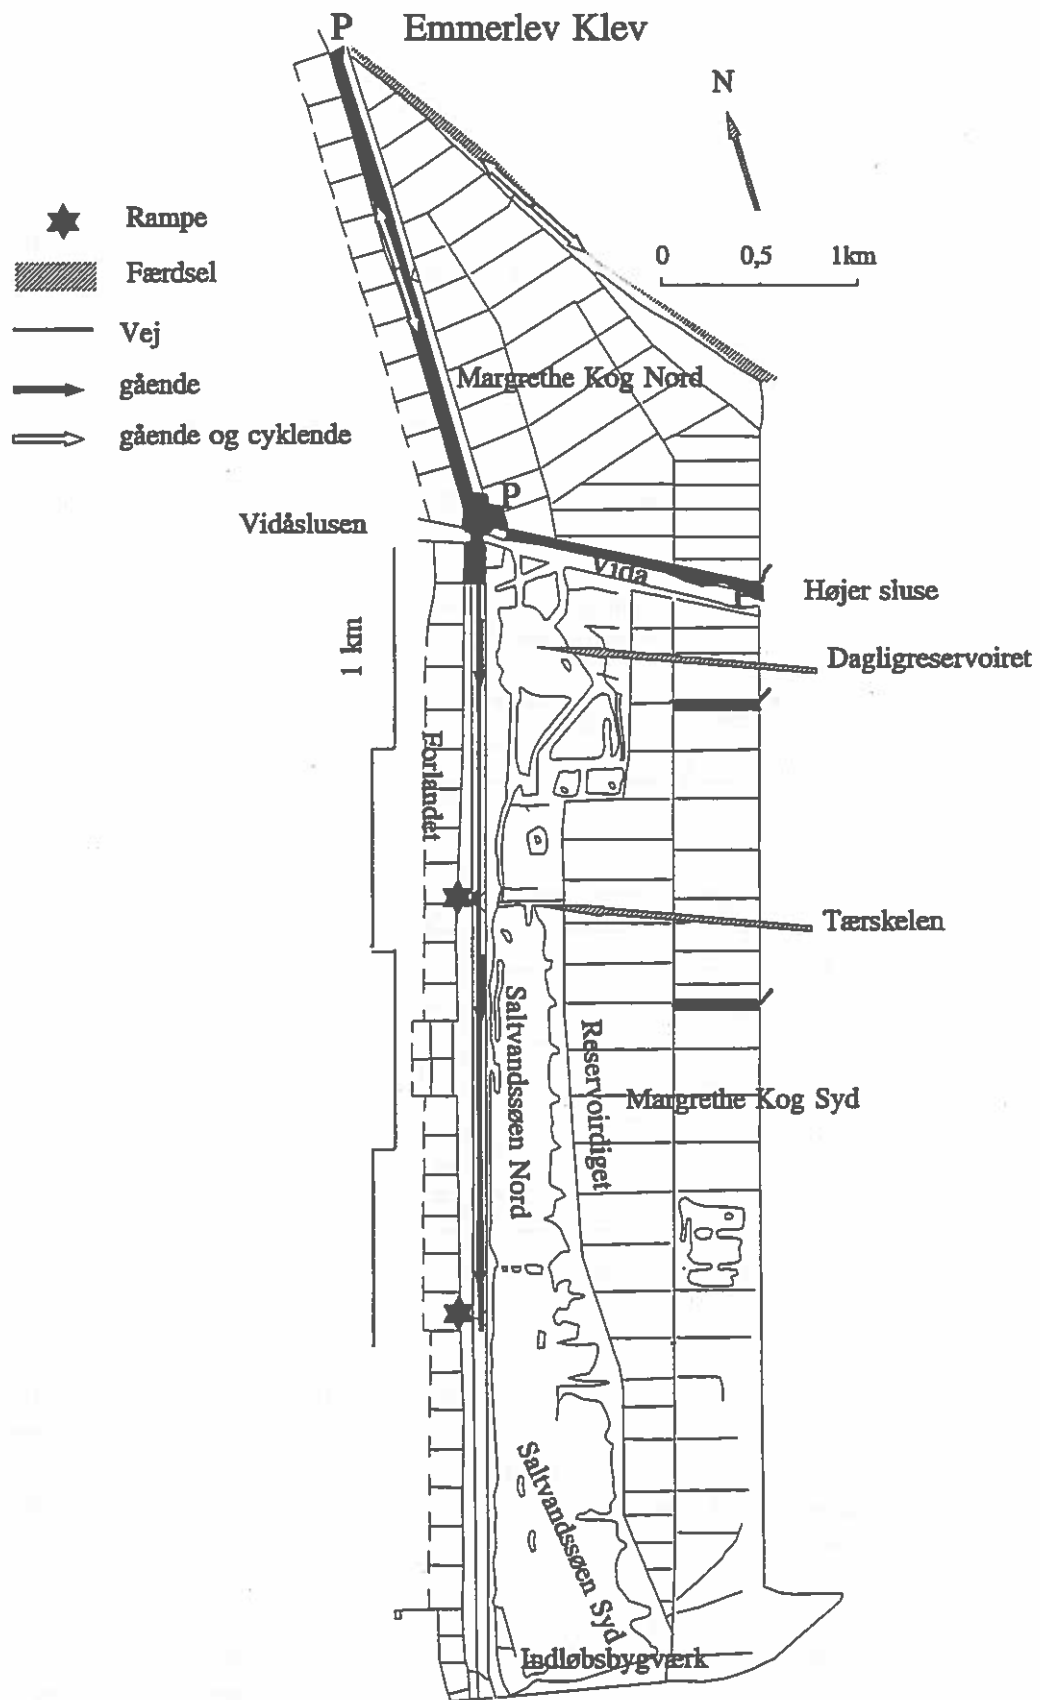 P Emmerlev Klev
N
Rampe
Færdsel
0 0,5 1km
Vej
gående
gående og cyklende
Margrethe Kog Nord
P
Vidåslusen
Vida
Højer sluse
1 km
Dagligreservoiret
Forlandet
Tærskelen
Saltvandssøen Nord
Reservoirdiget
Margrethe Kog Syd
Saltvandssøen Syd
Indløbsbygværk